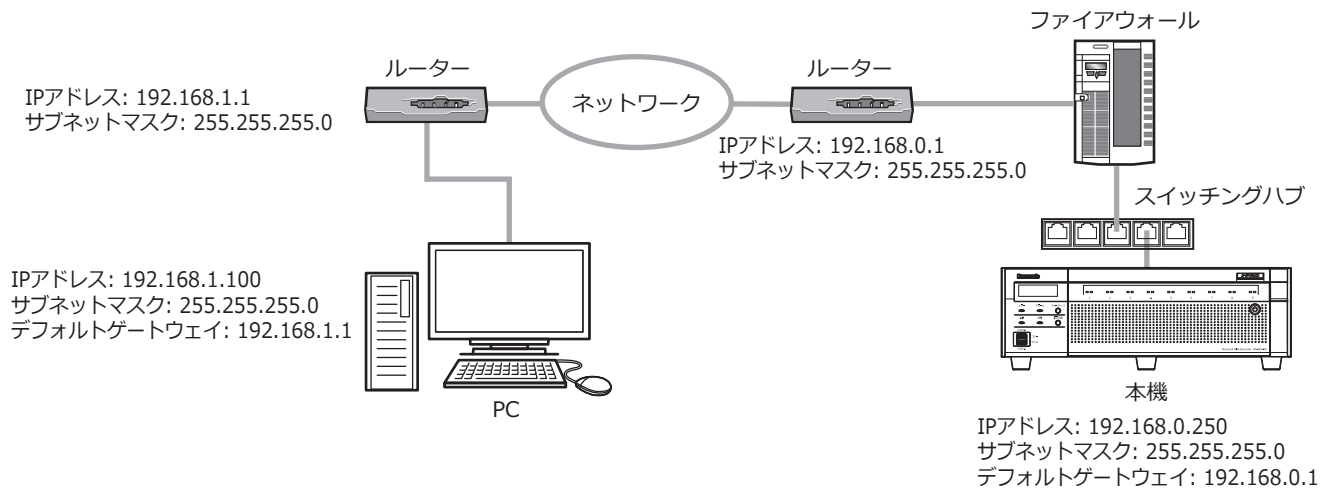 ファイアウォール
ルーター
ルーター
ネットワーク
IPアドレス: 192.168.1.1
サブネットマスク: 255.255.255.0
IPアドレス: 192.168.0.1
サブネットマスク: 255.255.255.0
スイッチングハブ
IPアドレス: 192.168.1.100
サブネットマスク: 255.255.255.0
デフォルトゲートウェイ: 192.168.1.1
Panasonic
PC
本機
IPアドレス: 192.168.0.250
サブネットマスク: 255.255.255.0
デフォルトゲートウェイ: 192.168.0.1